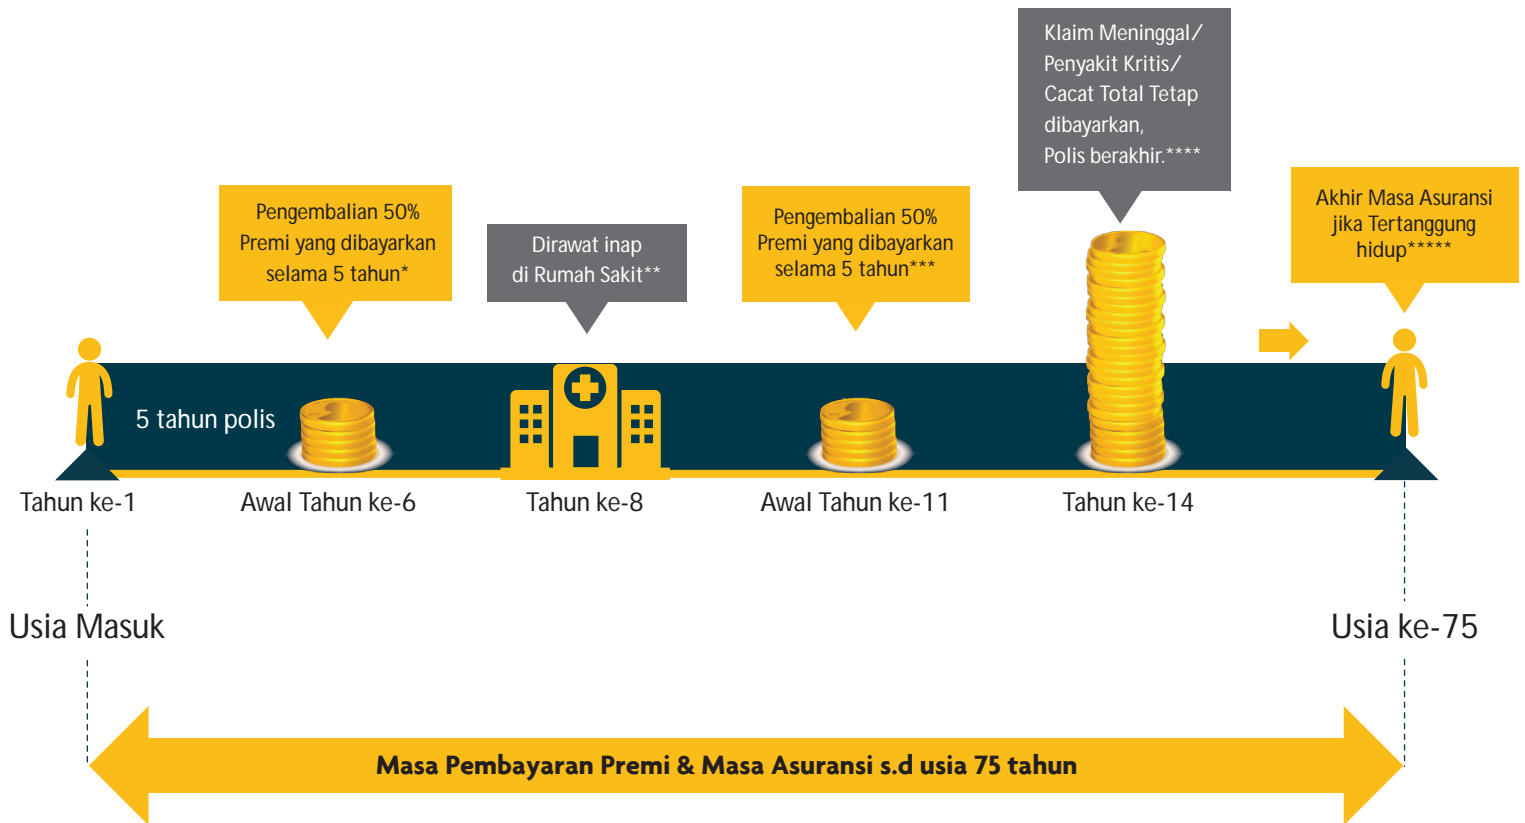 Klaim Meninggal/
Penyakit Kritis/
Cacat Total Tetap
dibayarkan,
Polis berakhir.****
Pengembalian 50%
Premi yang dibayarkan
selama 5 tahun*
Dirawat inap
di Rumah Sakit**
Pengembalian 50%
Premi yang dibayarkan
selama 5 tahun***
Akhir Masa Asuransi
jika Tertanggung
hidup*****
5 tahun polis
Tahun ke-1
Awal Tahun ke-6
Tahun ke-8
Awal Tahun ke-11
Tahun ke-14
Usia Masuk
Usia ke-75
Masa Pembayaran Premi & Masa Asuransi s.d usia 75 tahun